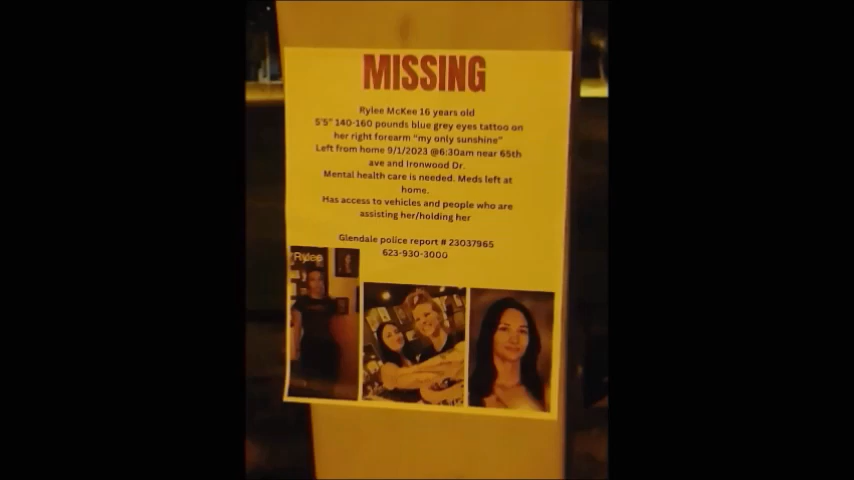 MISSING
Rylee McKee 16 years old
5'5" 140-160 pounds blue grey eyes tattoo on
her right forearm "my only sunshine"
Left from home 9/1/2023 @6:30am near 65th
ave and Ironwood Dr.
Mental health care is needed. Meds left at
home.
Has access to vehicles and people who are
assisting her/holding her
Glendale police report # 23037965
623-930-3000
Rylee